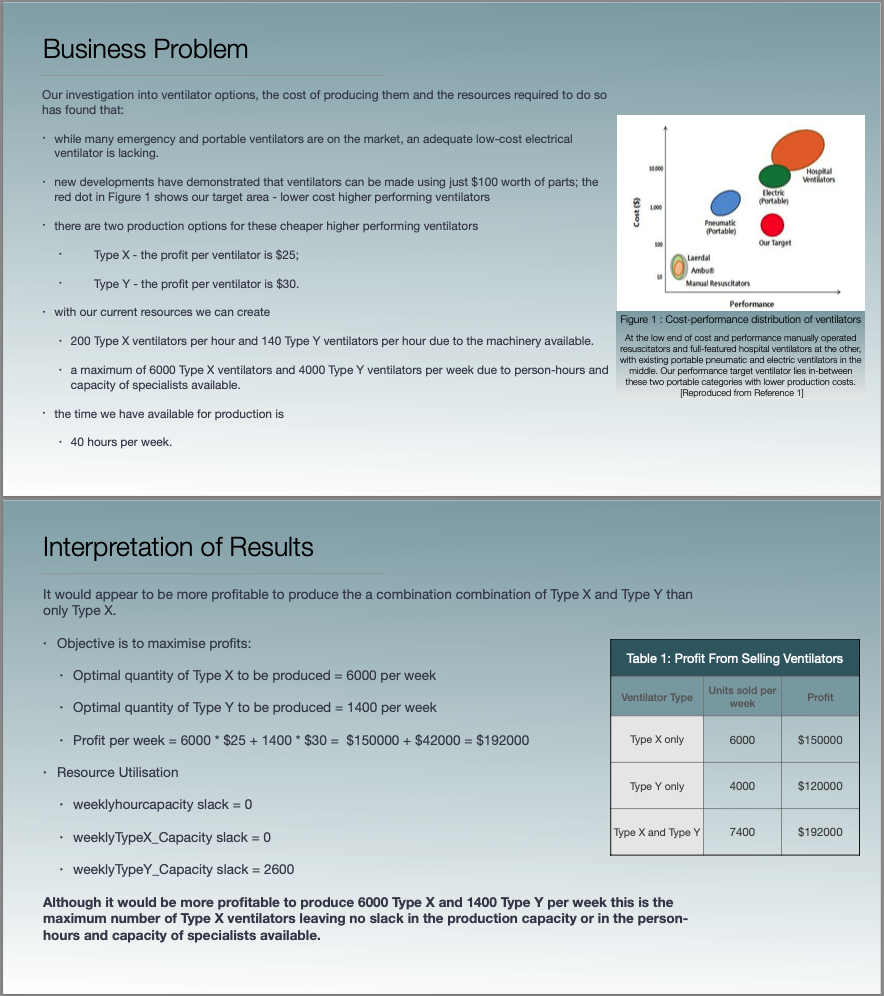 Business Problem
Our investigation into ventilator options, the cost of producing them and the resources required to do so
has found that:
· while many emergency and portable ventilators are on the market, an adequate low-cost electrical
ventilator is lacking.
· new developments have demonstrated that ventilators can be made using just $100 worth of parts; the
red dot in Figure 1 shows our target area - lower cost higher performing ventilators
· there are two production options for these cheaper higher performing ventilators
· Type X - the profit per ventilator is $25;
· Type Y - the profit per ventilator is $30.
· with our current resources we can create
· 200 Type X ventilators per hour and 140 Type Y ventilators per hour due to the machinery available.
· a maximum of 6000 Type X ventilators and 4000 Type Y ventilators per week due to person-hours and
capacity of specialists available.
· the time we have available for production is
· 40 hours per week.
Cost ($)
10,000
1,000
100
10
Hospital
Ventilators
Electric
(Portable)
Pneumatic
(Portable)
Our Target
Laerdal
Ambu®
Manual Resuscitators
Performance
Figure 1 : Cost-performance distribution of ventilators
At the low end of cost and performance manually operated
resuscitators and full-featured hospital ventilators at the other,
with existing portable pneumatic and electric ventilators in the
middle. Our performance target ventilator lies in-between
these two portable categories with lower production costs.
[Reproduced from Reference 1]
Interpretation of Results
It would appear to be more profitable to produce the a combination combination of Type X and Type Y than
only Type X.
· Objective is to maximise profits:
· Optimal quantity of Type X to be produced = 6000 per week
· Optimal quantity of Type Y to be produced = 1400 per week
· Profit per week = 6000 * $25 + 1400 * $30 = $150000 + $42000 = $192000
· Resource Utilisation
· weeklyhourcapacity slack = 0
· weeklyTypeX_Capacity slack = 0
· weeklyTypeY_Capacity slack = 2600
Although it would be more profitable to produce 6000 Type X and 1400 Type Y per week this is the
maximum number of Type X ventilators leaving no slack in the production capacity or in the person-
hours and capacity of specialists available.
Table 1: Profit From Selling Ventilators
Ventilator Type Units sold per week Profit
Type X only 6000 $150000
Type Y only 4000 $120000
Type X and Type Y 7400 $192000